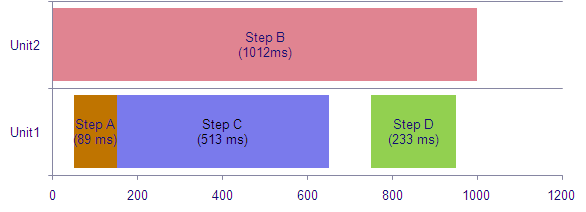 Unit2
Step B
(1012ms)
Unit1
Step A
(89 ms)
Step C
(513 ms)
Step D
(233 ms)
0 200 400 600 800 1000 1200